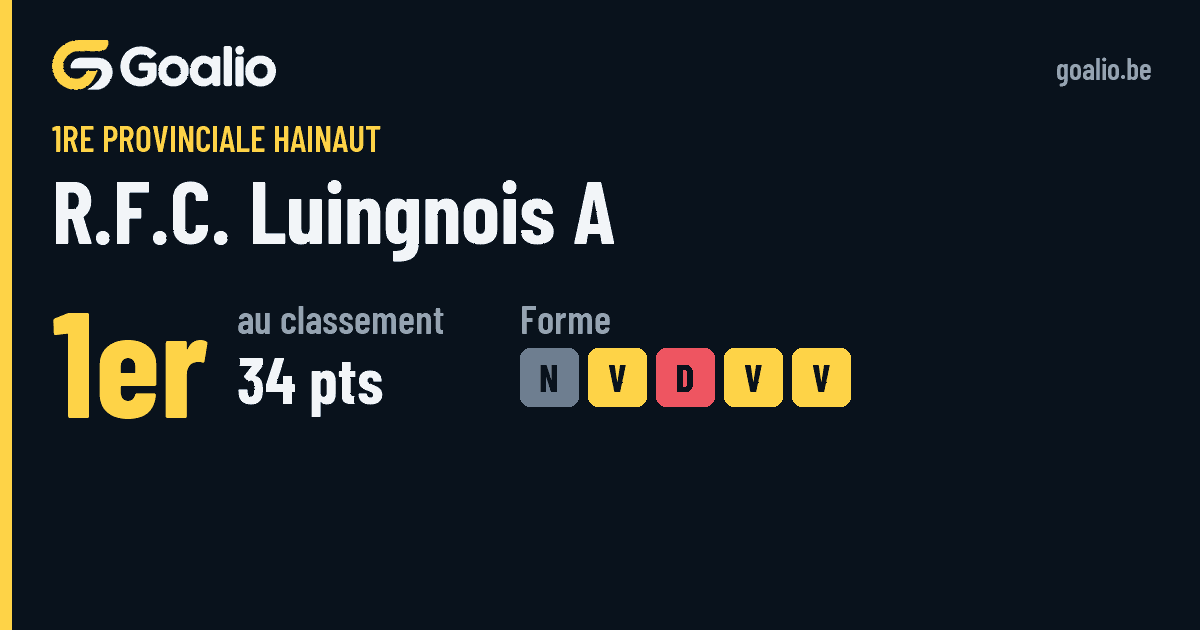 Goalio
goalio.be
1RE PROVINCIALE HAINAUT
R.F.C. Luingnois A
1er
au classement
34 pts
Forme
N V D V V